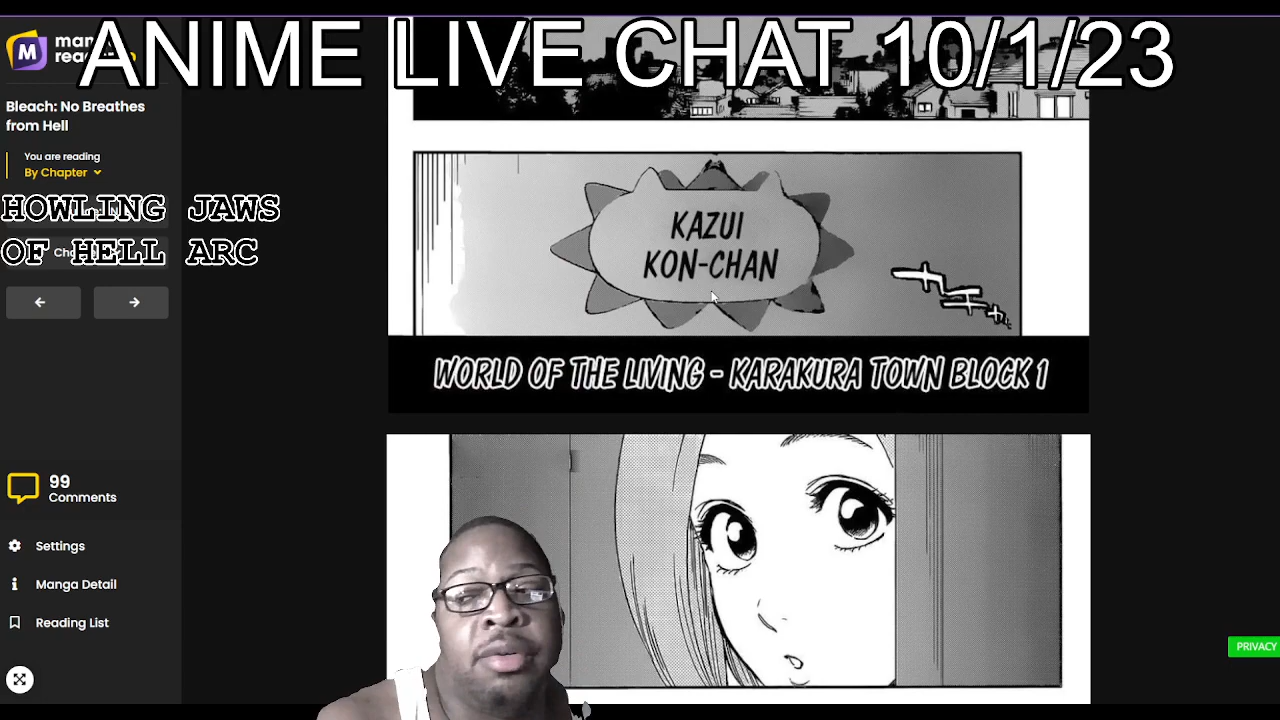 ANIME LIVE CHAT 10/1/23
M
Bleach: No Breathes
from Hell
You are reading
By Chapter
HOWLING JAWS
OF HELL ARC
KAZUI
KON-CHAN
WORLD OF THE LIVING - KARAKURA TOWN BLOCK 1
99
Comments
Settings
Manga Detail
Reading List
PRIVACY